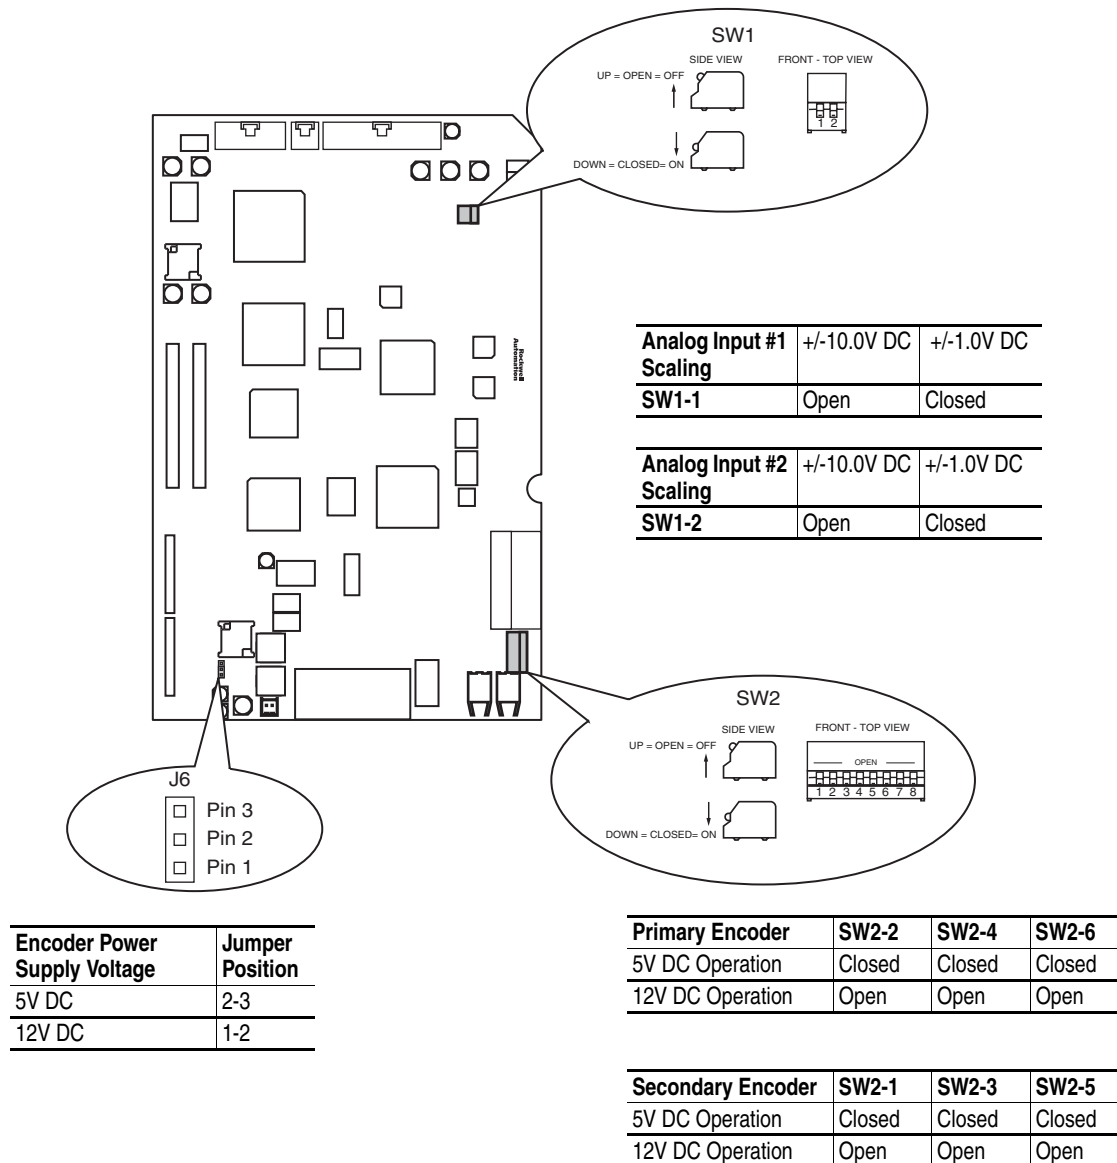 SW1
SIDE VIEW
FRONT - TOP VIEW
UP = OPEN = OFF
1 2
DOWN = CLOSED= ON
Rockwell
Automation
Analog Input #1 Scaling +/-10.0V DC +/-1.0V DC
SW1-1 Open Closed
Analog Input #2 Scaling +/-10.0V DC +/-1.0V DC
SW1-2 Open Closed
SW2
SIDE VIEW
FRONT - TOP VIEW
UP = OPEN = OFF
OPEN
1 2 3 4 5 6 7 8
DOWN = CLOSED= ON
J6
Pin 3
Pin 2
Pin 1
Encoder Power Supply Voltage Jumper Position
5V DC 2-3
12V DC 1-2
Primary Encoder SW2-2 SW2-4 SW2-6
5V DC Operation Closed Closed Closed
12V DC Operation Open Open Open
Secondary Encoder SW2-1 SW2-3 SW2-5
5V DC Operation Closed Closed Closed
12V DC Operation Open Open Open